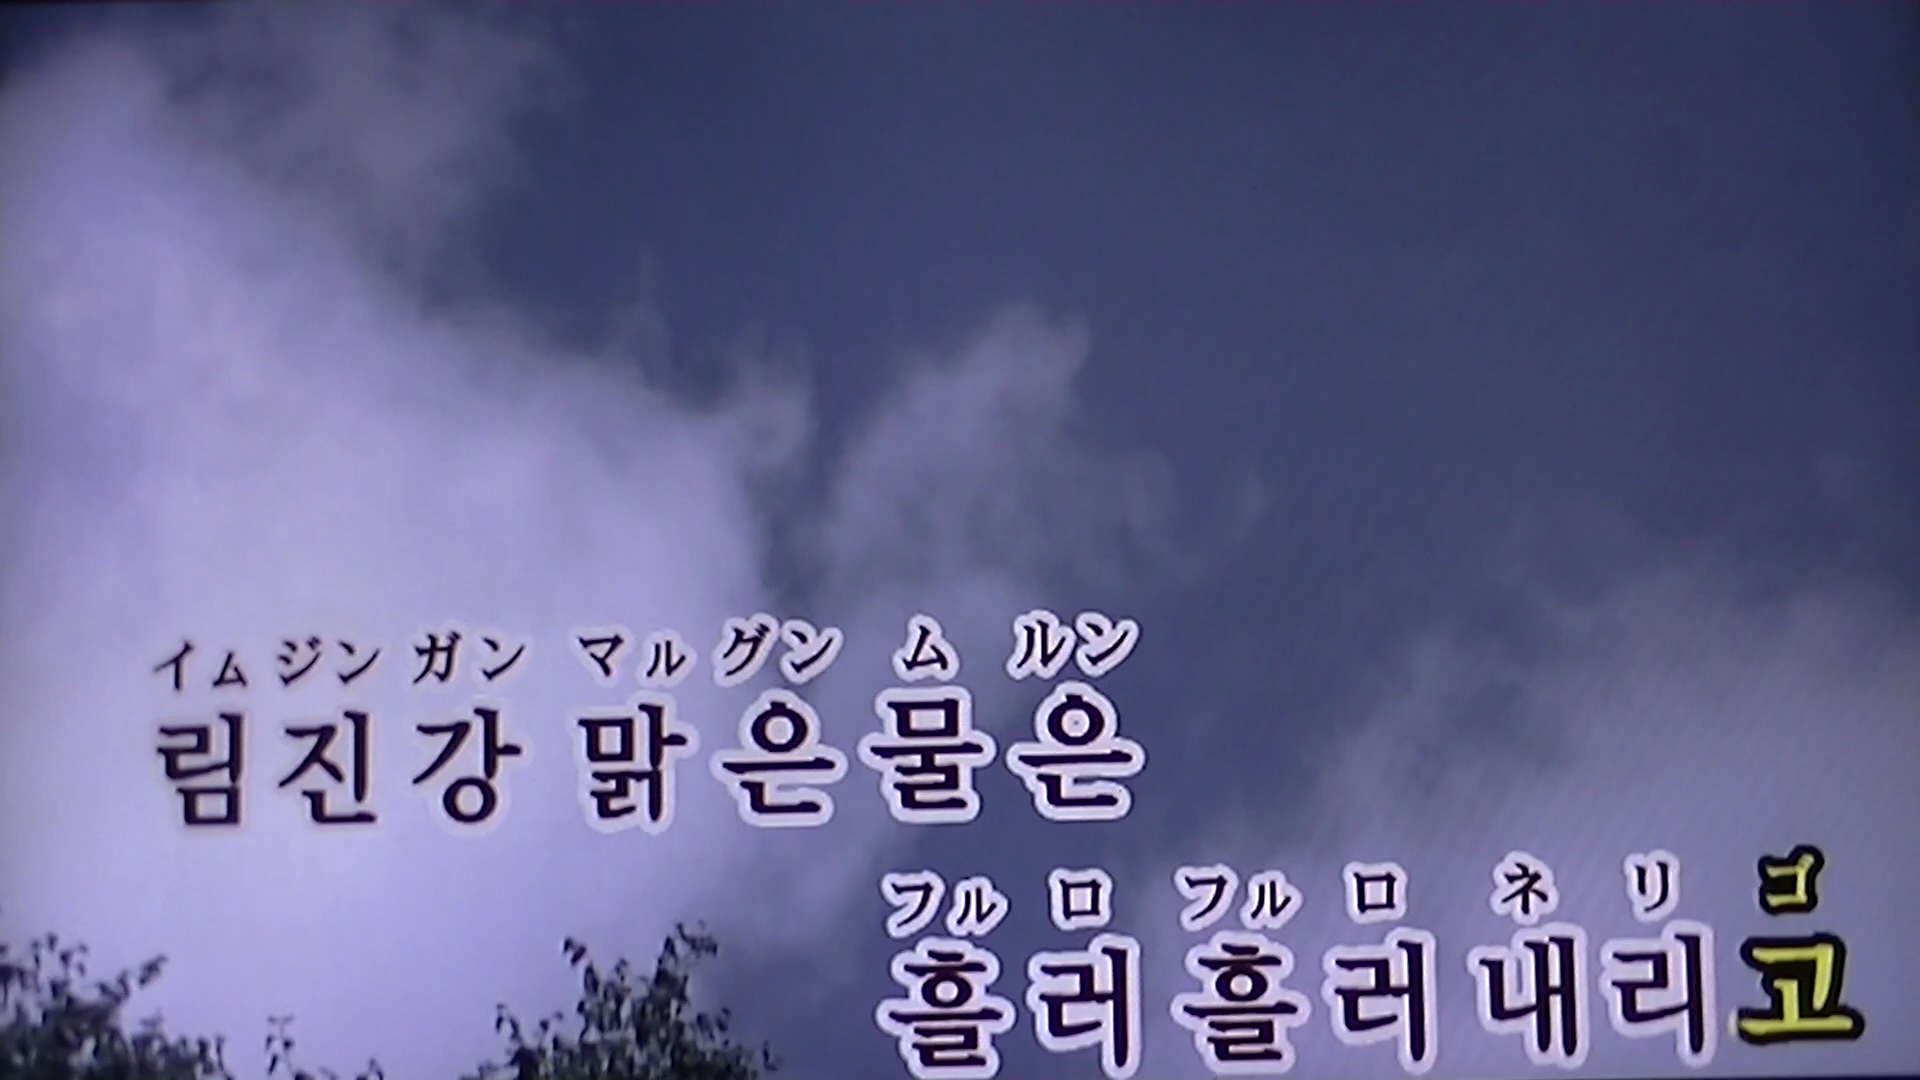 イムジンガン マルグン ム ルン
림진강 맑은물은
フル ロ フル ロ ネ リ ゴ
흘러흘러내리고